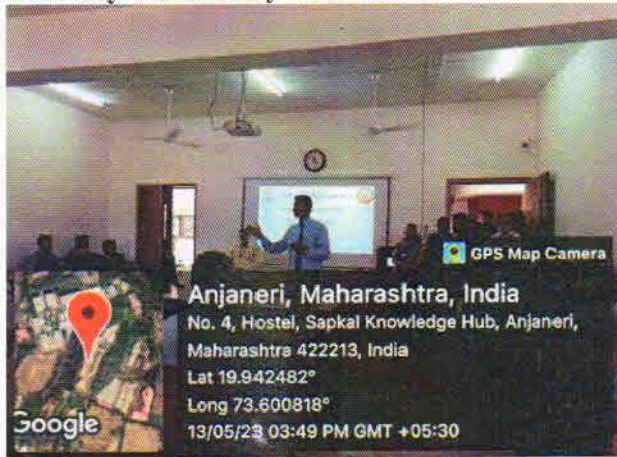 GPS Map Camera
Anjaneri, Maharashtra, India
No. 4, Hostel, Sapkal Knowledge Hub, Anjaneri,
Maharashtra 422213, India
Lat 19.942482°
Long 73.600818°
13/05/23 03:49 PM GMT +05:30
Google